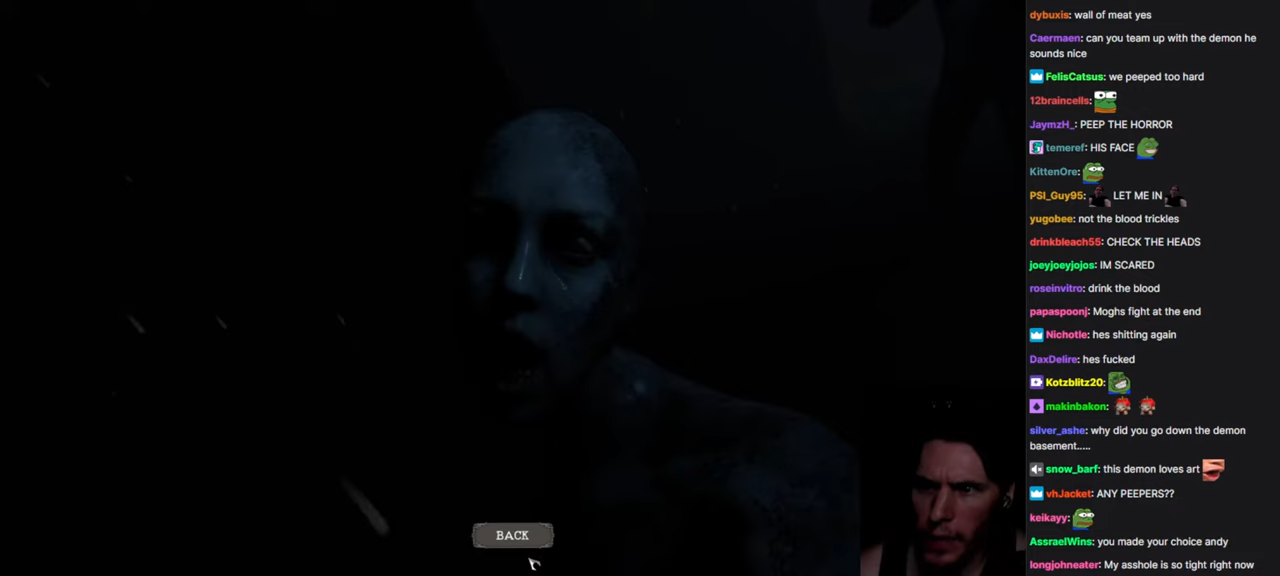 dybuxis: wall of meat yes
Caermaen: can you team up with the demon he
sounds nice
FelisCatsus: we peeped too hard
12braincells:
JaymzH_: PEEP THE HORROR
temeref: HIS FACE
KittenOre:
PSI_Guy95: LET ME IN
yugobee: not the blood trickles
drinkbleach55: CHECK THE HEADS
joeyjoeyjojos: IM SCARED
roseinvitro: drink the blood
papaspoonj: Moghs fight at the end
Nichotle: hes shitting again
DaxDelire: hes fucked
Kotzblitz20:
makinbakon:
silver_ashe: why did you go down the demon
basement.....
snow_barf: this demon loves art
vhJacket: ANY PEEPERS??
keikayy:
AssraelWins: you made your choice andy
longjohneater: My asshole is so tight right now
BACK